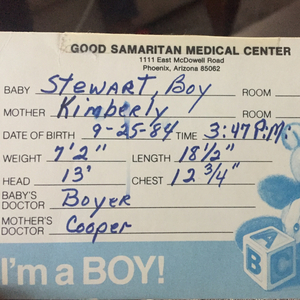 GOOD SAMARITAN MEDICAL CENTER
1111 East McDowell Road
Phoenix, Arizona 85062
BABY Stewart, Boy ROOM
MOTHER Kimberly ROOM
DATE OF BIRTH 9-25-84 TIME 3:47 P.M.
WEIGHT 7'2" LENGTH 18 1/2"
HEAD 13' CHEST 12 3/4"
BABY'S DOCTOR Boyer
MOTHER'S DOCTOR Cooper
I'm a BOY!
A B C